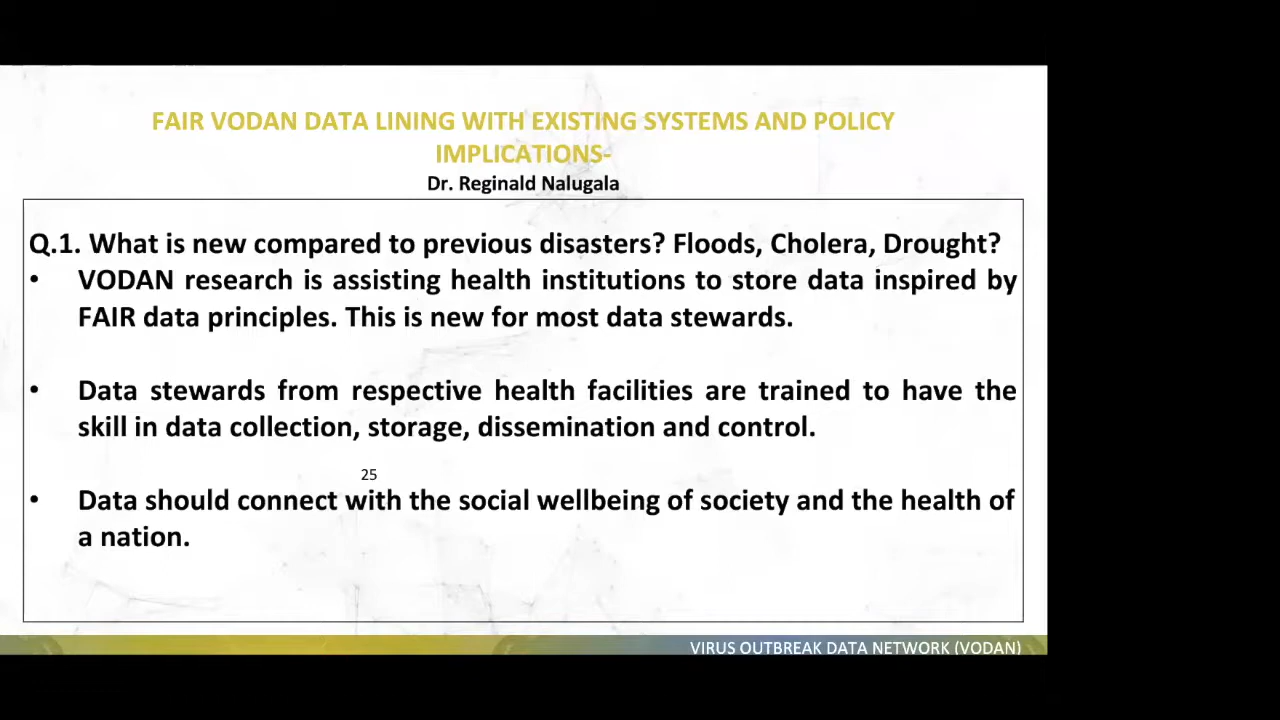 FAIR VODAN DATA LINING WITH EXISTING SYSTEMS AND POLICY
IMPLICATIONS-
Dr. Reginald Nalugala
Q.1. What is new compared to previous disasters? Floods, Cholera, Drought?
• VODAN research is assisting health institutions to store data inspired by
FAIR data principles. This is new for most data stewards.
• Data stewards from respective health facilities are trained to have the
skill in data collection, storage, dissemination and control.
25
• Data should connect with the social wellbeing of society and the health of
a nation.
VIRUS OUTBREAK DATA NETWORK (VODAN)